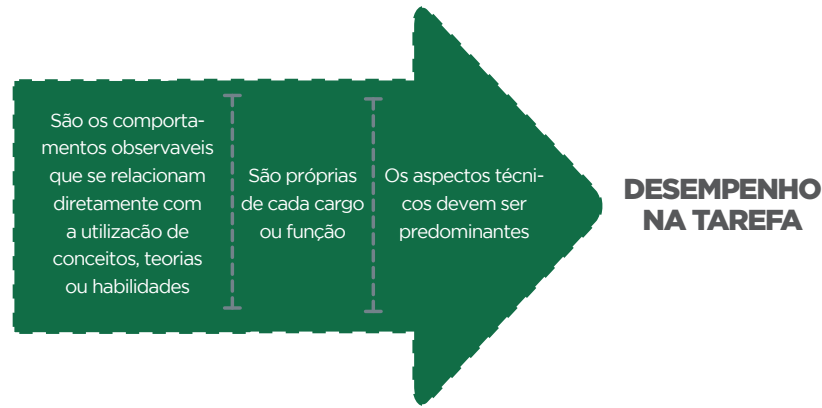 São os comporta-
mentos observaveis
que se relacionam
diretamente com
a utilizacão de
conceitos, teorias
ou habilidades
São próprias
de cada cargo
ou função
Os aspectos técni-
cos devem ser
predominantes
DESEMPENHO
NA TAREFA